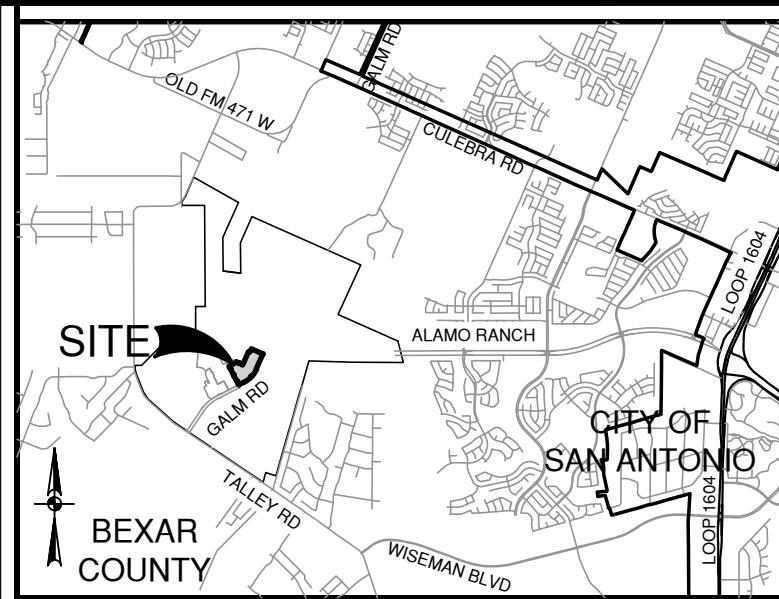 GALM RD
OLD FM 471 W
CULEBRA RD
LOOP 1604
SITE
ALAMO RANCH
GALM RD
CITY OF
SAN ANTONIO
TALLEY RD
LOOP 1604
BEXAR
COUNTY
WISEMAN BLVD